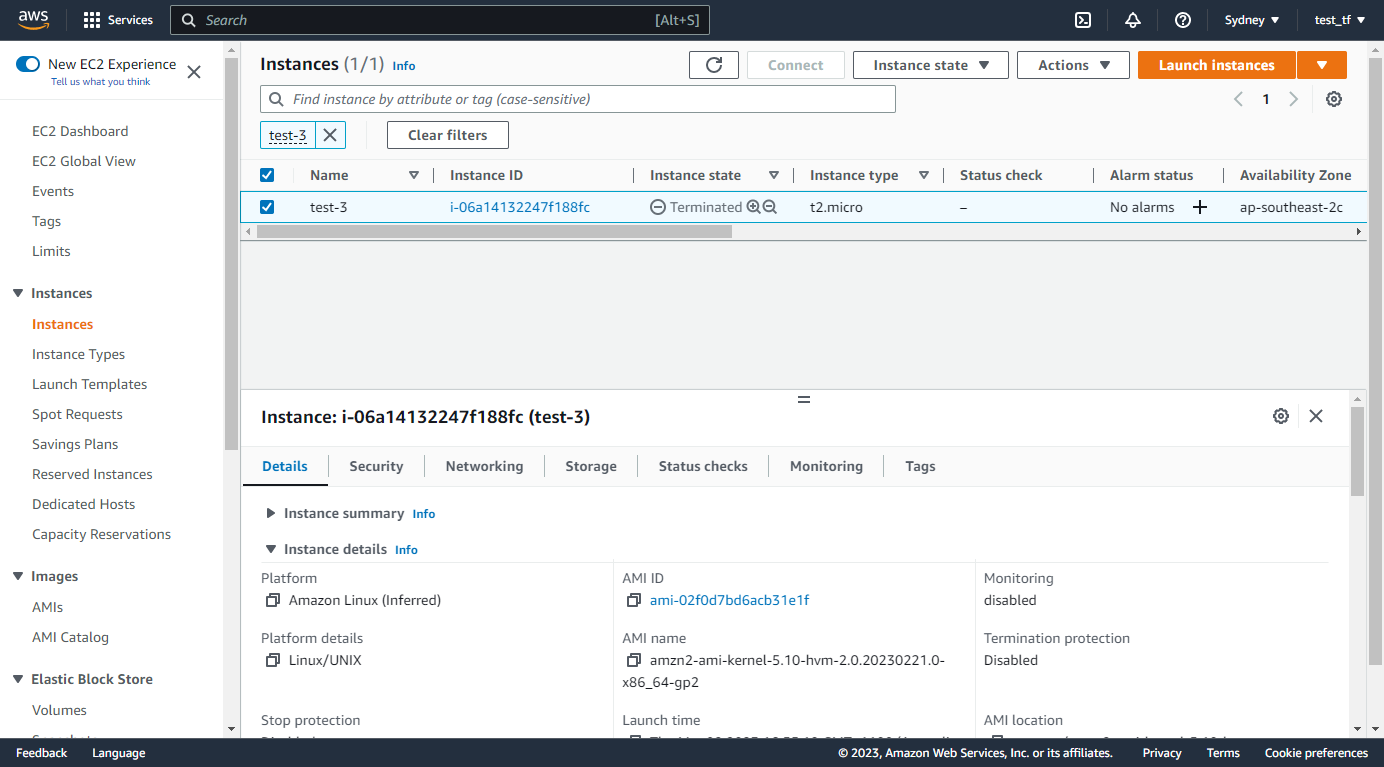 aws Services Search [Alt+S] Sydney test_tf
New EC2 Experience
Tell us what you think
EC2 Dashboard
EC2 Global View
Events
Tags
Limits
Instances
Instances
Instance Types
Launch Templates
Spot Requests
Savings Plans
Reserved Instances
Dedicated Hosts
Capacity Reservations
Images
AMIs
AMI Catalog
Elastic Block Store
Volumes
Instances (1/1) Info Connect Instance state Actions Launch instances
Find instance by attribute or tag (case-sensitive) 1
test-3 Clear filters
Name Instance ID Instance state Instance type Status check Alarm status Availability Zone
test-3 i-06a14132247f188fc Terminated t2.micro – No alarms + ap-southeast-2c
Instance: i-06a14132247f188fc (test-3)
Details Security Networking Storage Status checks Monitoring Tags
Instance summary Info
Instance details Info
Platform AMI ID Monitoring
Amazon Linux (Inferred) ami-02f0d7bd6acb31e1f disabled
Platform details AMI name Termination protection
Linux/UNIX amzn2-ami-kernel-5.10-hvm-2.0.20230221.0- Disabled
x86_64-gp2
Stop protection Launch time AMI location
Feedback Language © 2023, Amazon Web Services, Inc. or its affiliates. Privacy Terms Cookie preferences